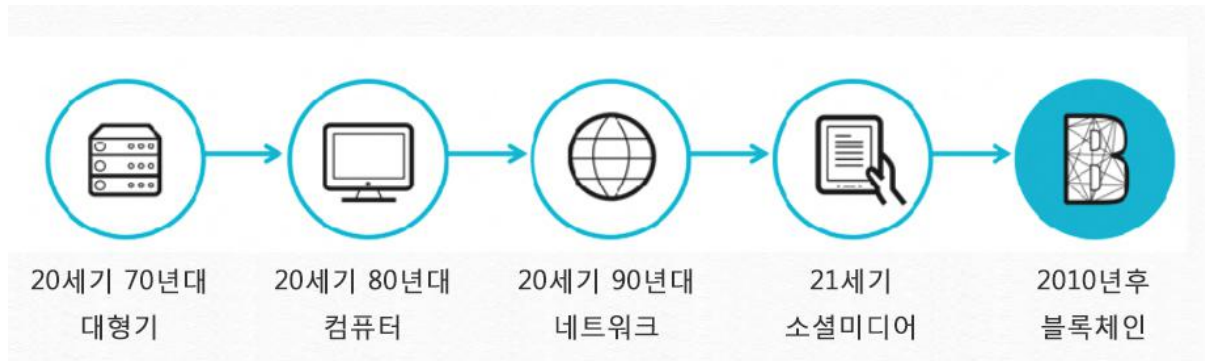 20세기 70년대
대형기
20세기 80년대
컴퓨터
20세기 90년대
네트워크
21세기
소셜미디어
2010년후
블록체인